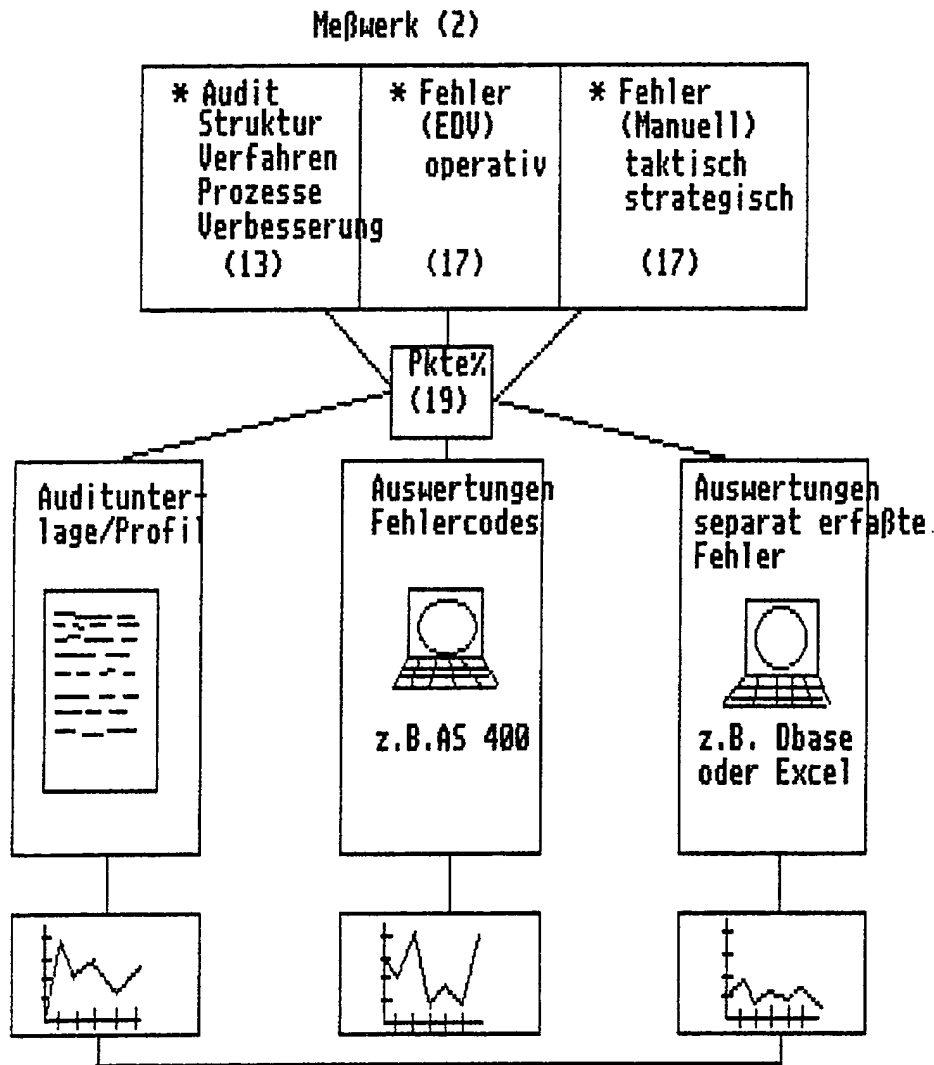 Meßwerk (2)
* Audit
Struktur
Verfahren
Prozesse
Verbesserung
(13)
* Fehler
(EDV)
operativ
(17)
* Fehler
(Manuell)
taktisch
strategisch
(17)
Pkte%
(19)
Auditunter-
lage/Profil
Auswertungen
Fehlercodes
z.B.AS 400
Auswertungen
separat erfaßte
Fehler
z.B. Dbase
oder Excel